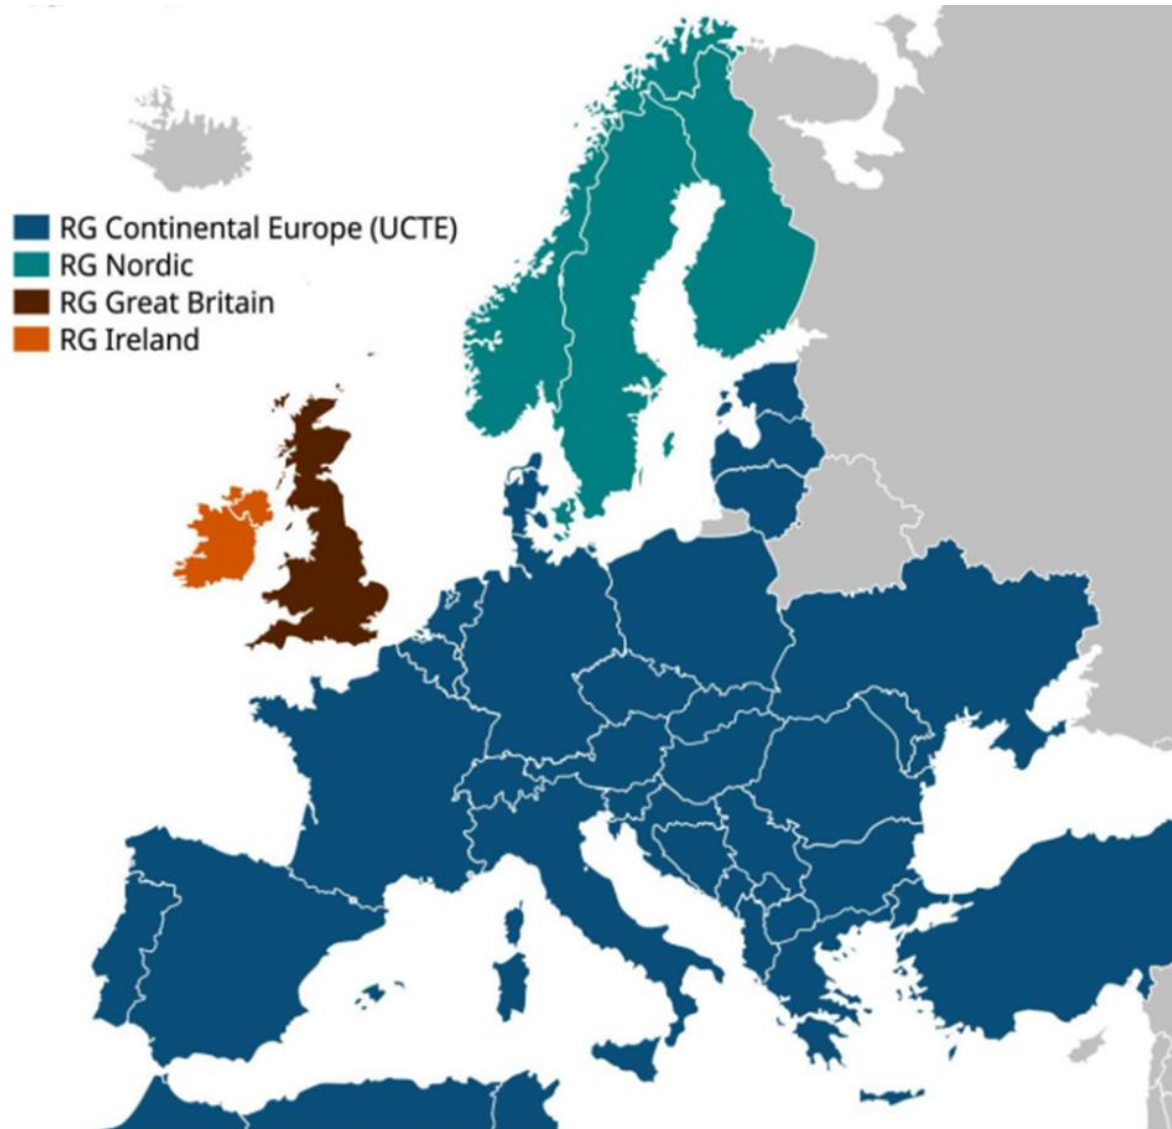 RG Continental Europe (UCTE)
RG Nordic
RG Great Britain
RG Ireland